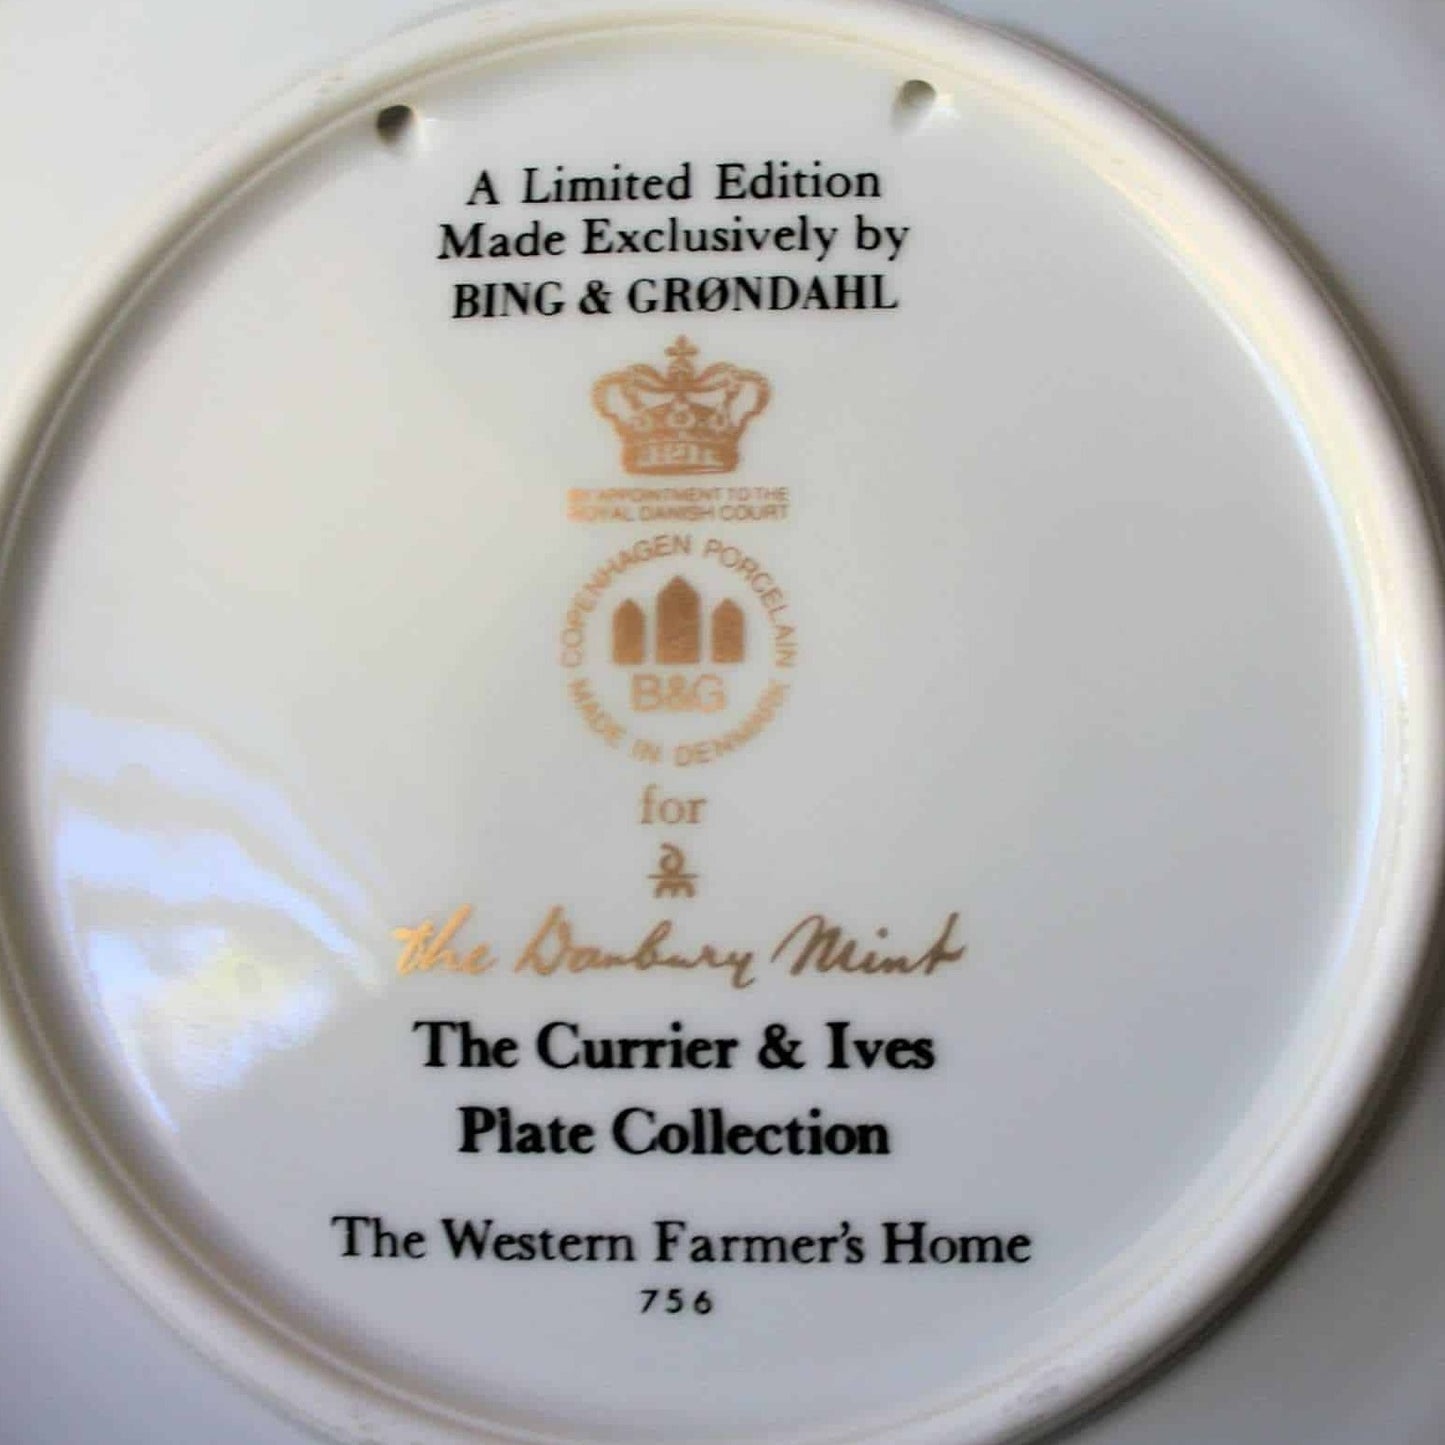 A Limited Edition
Made Exclusively by
BING & GRØNDAHL
BY APPOINTMENT TO THE
ROYAL DANISH COURT
COPENHAGEN PORCELAIN
B&G
MADE IN DENMARK
for
dm
the Danbury Mint
The Currier & Ives
Plate Collection
The Western Farmer's Home
756